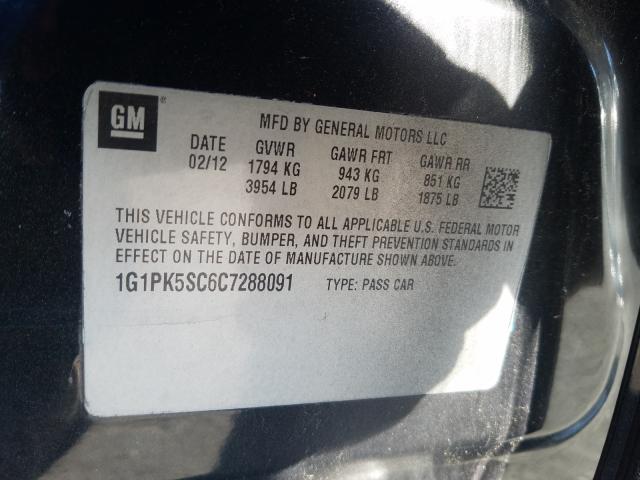 GM
MFD BY GENERAL MOTORS LLC
DATE GVWR GAWR FRT GAWR RR
02/12 1794 KG 943 KG 851 KG
3954 LB 2079 LB 1875 LB
THIS VEHICLE CONFORMS TO ALL APPLICABLE U.S. FEDERAL MOTOR
VEHICLE SAFETY, BUMPER, AND THEFT PREVENTION STANDARDS IN
EFFECT ON THE DATE OF MANUFACTURE SHOWN ABOVE.
1G1PK5SC6C7288091 TYPE: PASS CAR